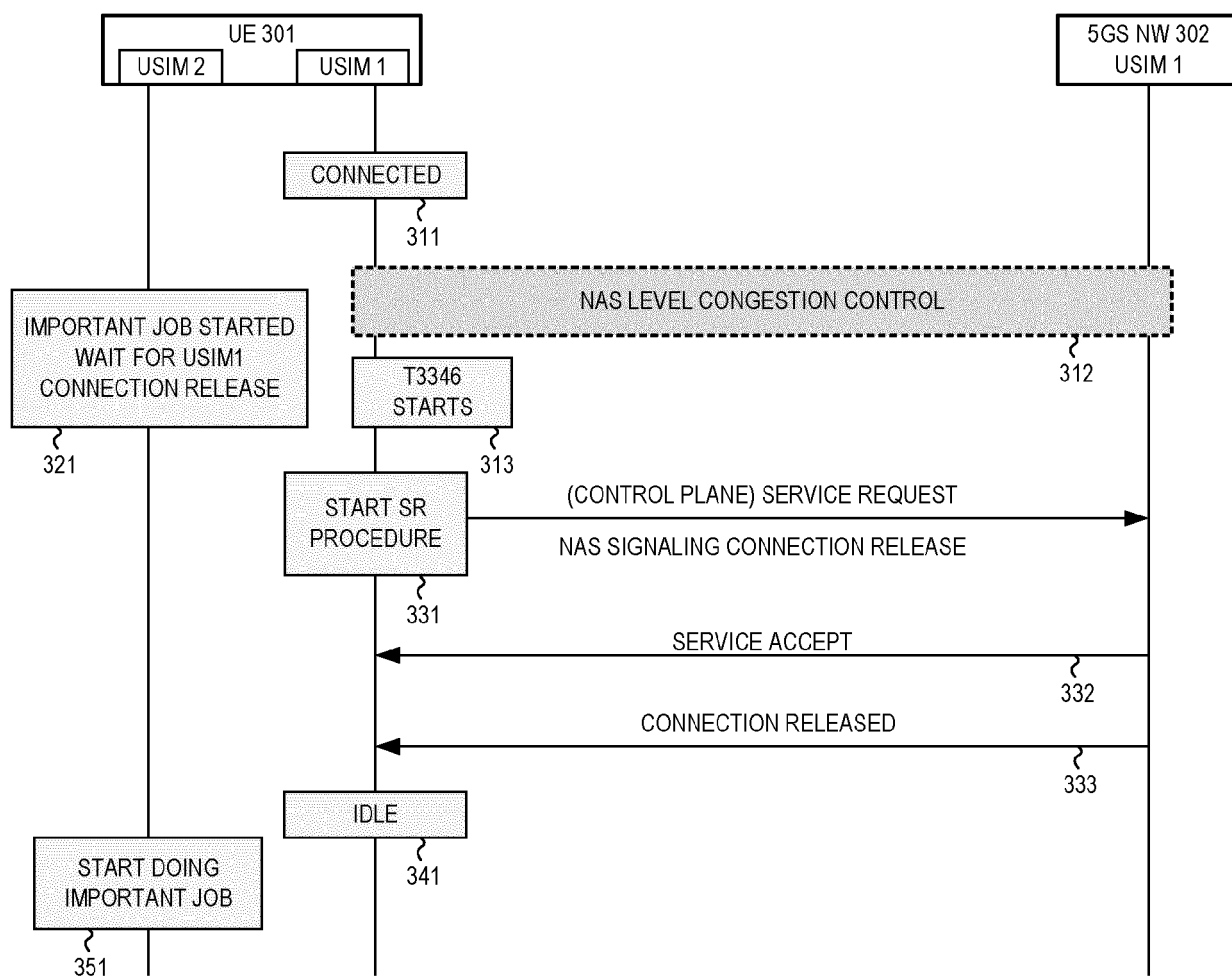 UE 301
USIM 2
USIM 1
5GS NW 302
USIM 1
CONNECTED
311
NAS LEVEL CONGESTION CONTROL
312
IMPORTANT JOB STARTED
WAIT FOR USIM1
CONNECTION RELEASE
321
T3346
STARTS
313
START SR
PROCEDURE
331
(CONTROL PLANE) SERVICE REQUEST
NAS SIGNALING CONNECTION RELEASE
SERVICE ACCEPT
332
CONNECTION RELEASED
333
IDLE
341
START DOING
IMPORTANT JOB
351